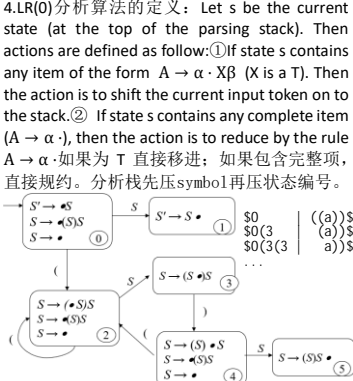 4.LR(0)分析算法的定义：Let s be the current
state (at the top of the parsing stack). Then
actions are defined as follow:①If state s contains
any item of the form A → α · Xβ (X is a T). Then
the action is to shift the current input token on to
the stack.② If state s contains any complete item
(A → α ·), then the action is to reduce by the rule
A → α ·如果为 T 直接移进；如果包含完整项，
直接规约。分析栈先压symbol再压状态编号。
S' → •S
S → •(S)S
S → •
0
S
S' → S •
1
$0 | ((a))$
$0(3 | (a))$
$0(3(3 | a))$
...
(
S → (•S)S
S → •(S)S
S → •
2
(
S
S → (S •)S
3
)
(
S → (S) •S
S → •(S)S
S → •
4
S
S → (S)S •
5